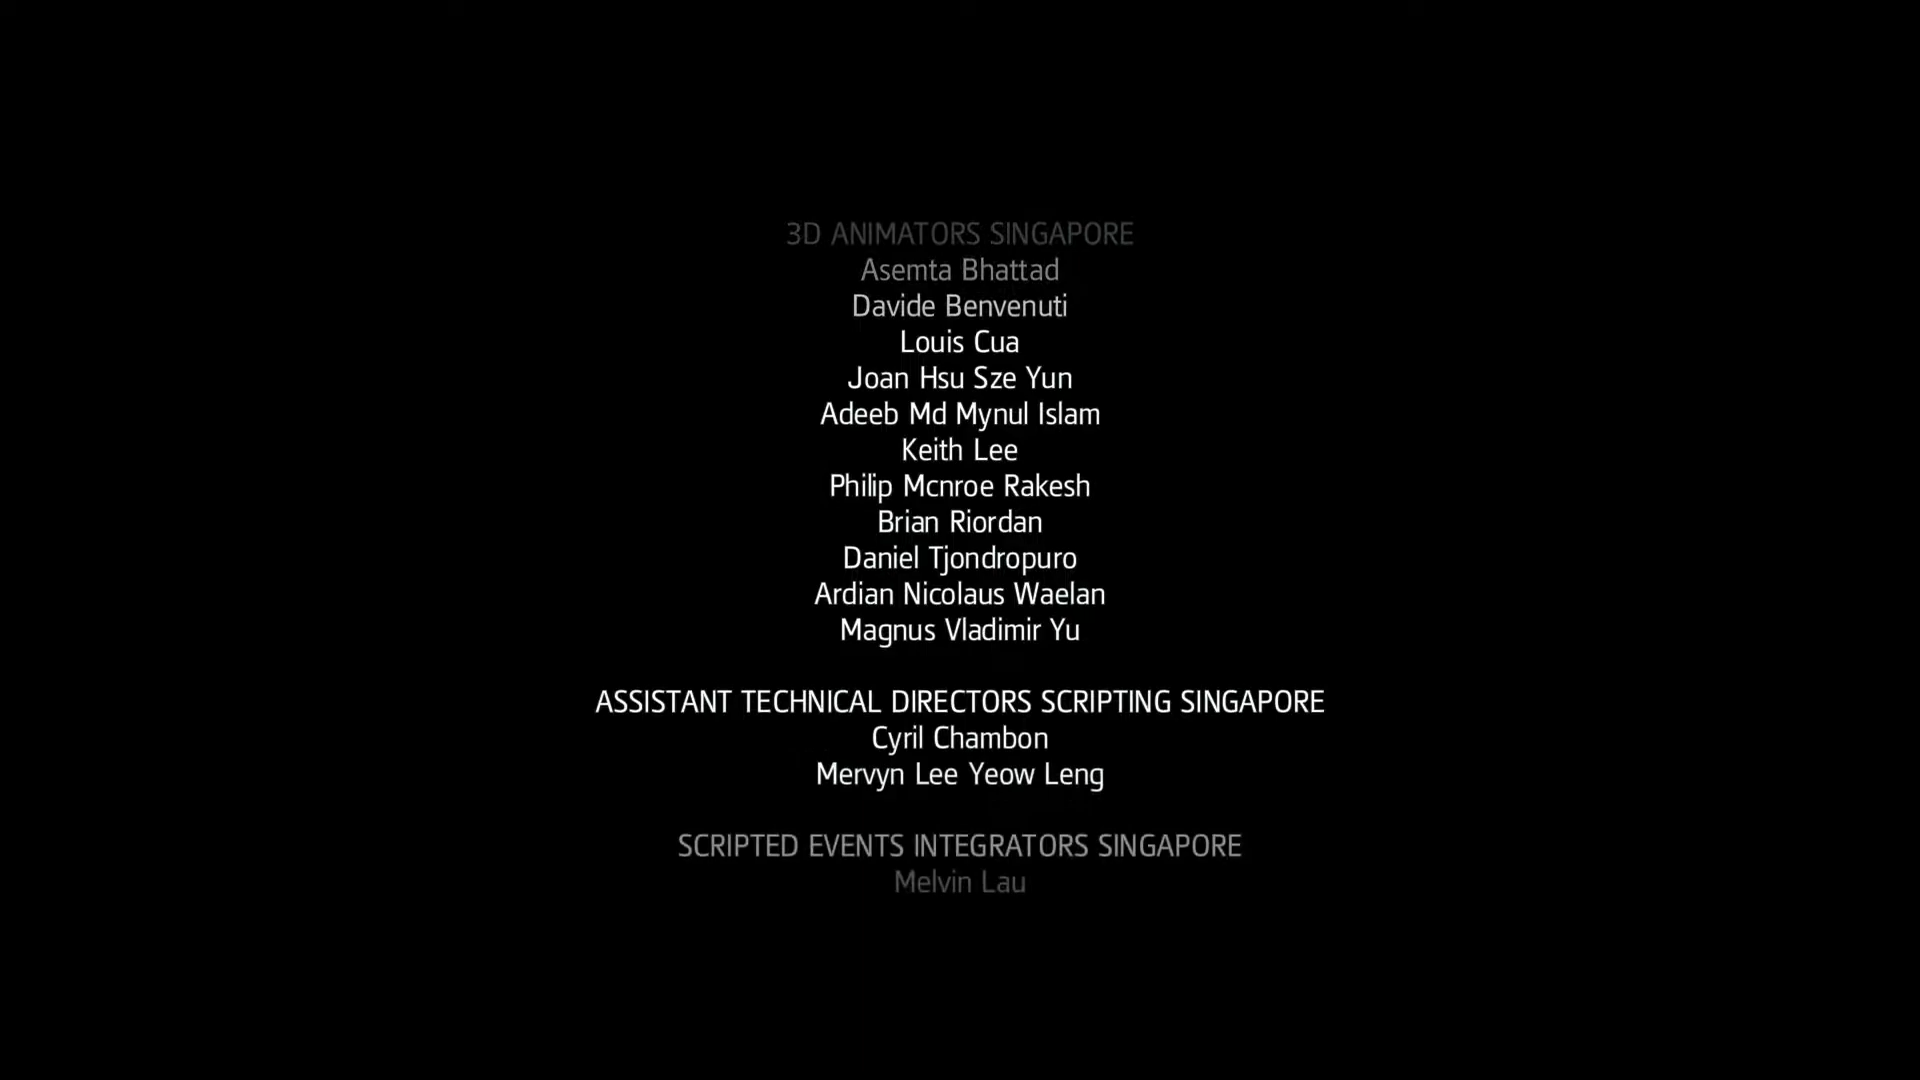 3D ANIMATORS SINGAPORE
Asemta Bhattad
Davide Benvenuti
Louis Cua
Joan Hsu Sze Yun
Adeeb Md Mynul Islam
Keith Lee
Philip Mcnroe Rakesh
Brian Riordan
Daniel Tjondropuro
Ardian Nicolaus Waelan
Magnus Vladimir Yu
ASSISTANT TECHNICAL DIRECTORS SCRIPTING SINGAPORE
Cyril Chambon
Mervyn Lee Yeow Leng
SCRIPTED EVENTS INTEGRATORS SINGAPORE
Melvin Lau